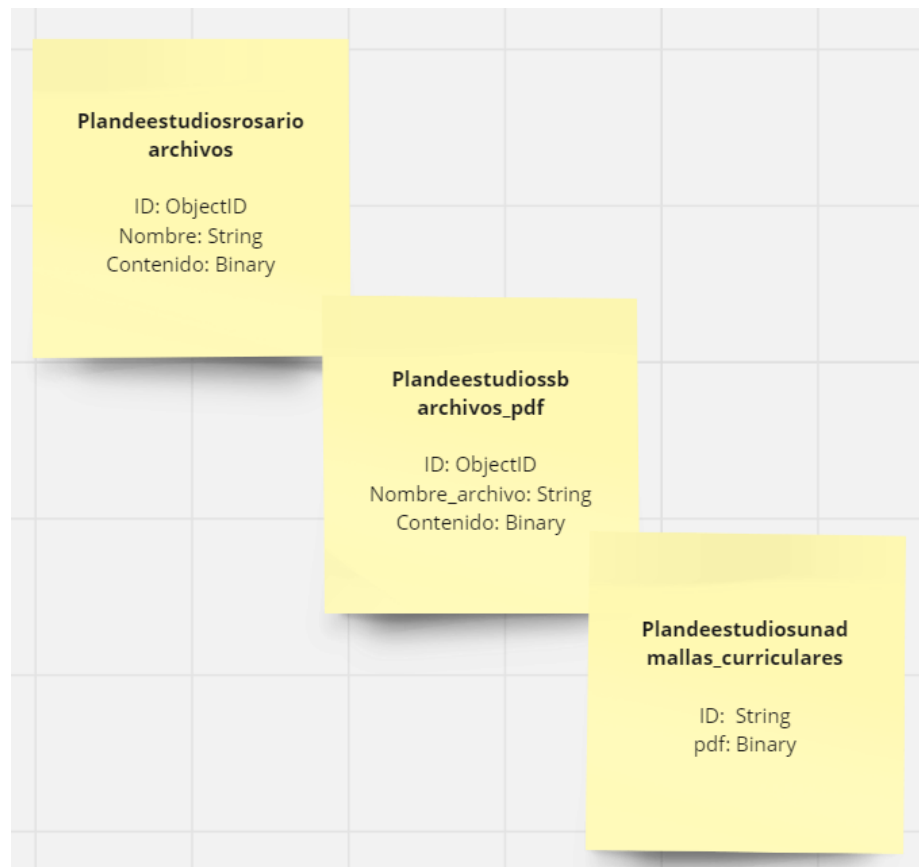 Plandeestudiosrosario
archivos
ID: ObjectID
Nombre: String
Contenido: Binary
Plandeestudiossb
archivos_pdf
ID: ObjectID
Nombre_archivo: String
Contenido: Binary
Plandeestudiosunad
mallas_curriculares
ID: String
pdf: Binary